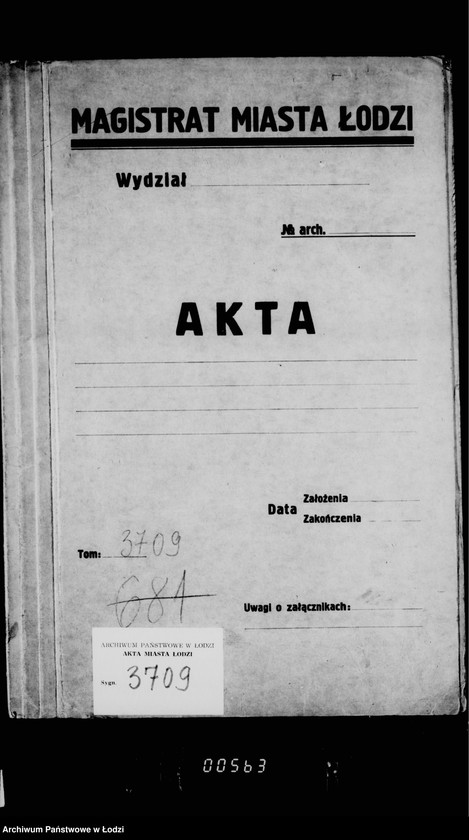 MAGISTRAT MIASTA ŁODZI
Wydział
№ arch.
AKTA
Data
Założenia
Zakończenia
Tom: 3709
681
Uwagi o załącznikach:
ARCHIWUM PAŃSTWOWE W ŁODZI
AKTA MIASTA ŁODZI
Sygn. 3709
00563
Archiwum Państwowe w Łodzi